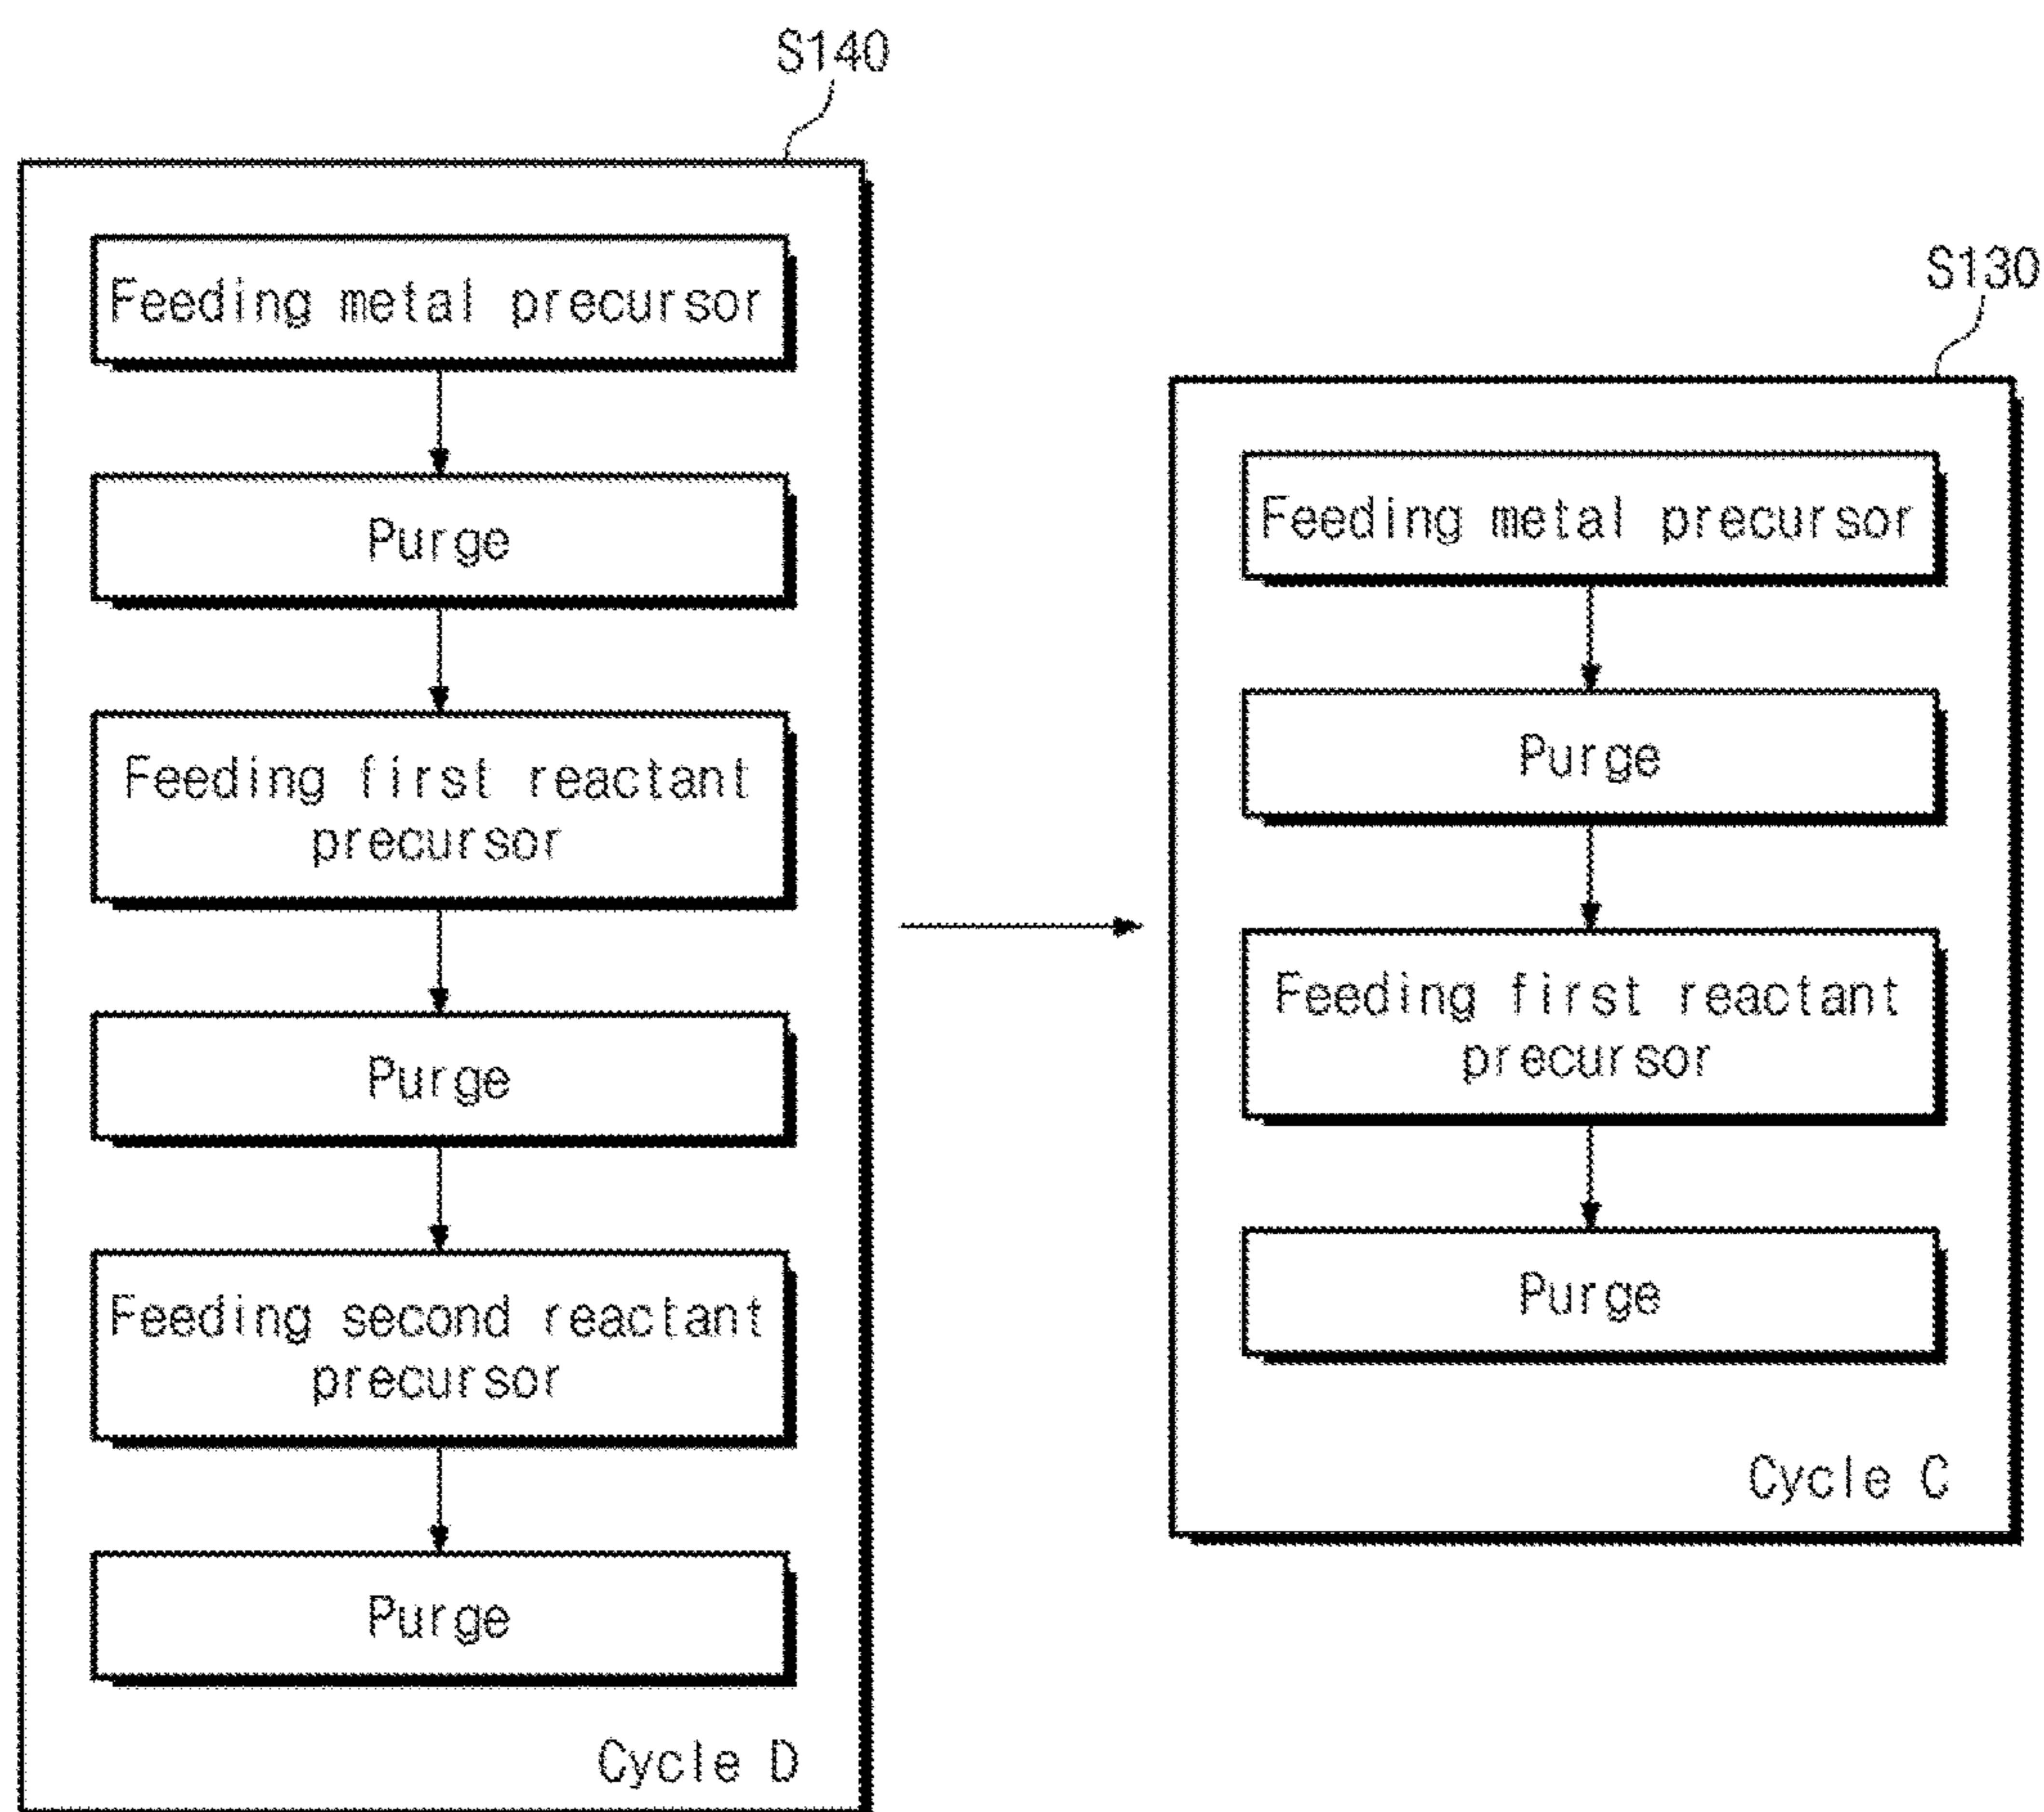 S140
Feeding metal precursor
Purge
Feeding first reactant
precursor
Purge
Feeding second reactant
precursor
Purge
Cycle D
S130
Feeding metal precursor
Purge
Feeding first reactant
precursor
Purge
Cycle C